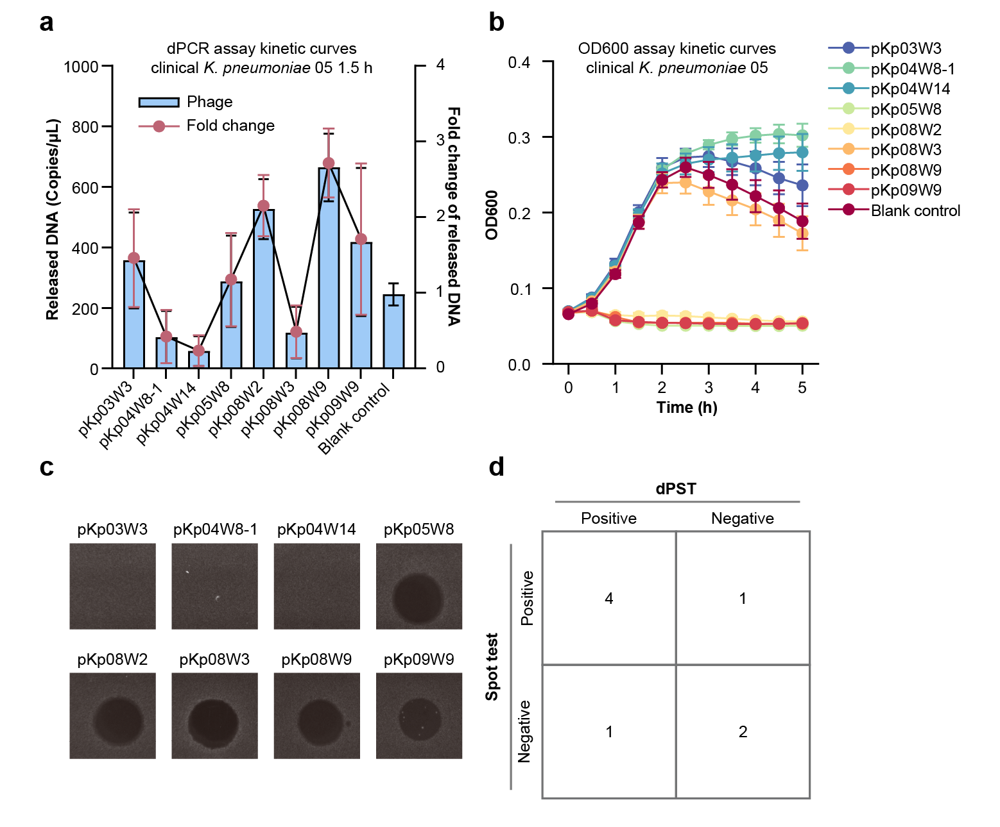 a
dPCR assay kinetic curves
clinical K. pneumoniae 05 1.5 h
Phage
Fold change
Released DNA (Copies/µL)
1000
800
600
400
200
0
Fold change of released DNA
4
3
2
1
0
pKp03W3
pKp04W8-1
pKp04W14
pKp05W8
pKp08W2
pKp08W3
pKp08W9
pKp09W9
Blank control
b
OD600 assay kinetic curves
clinical K. pneumoniae 05
OD600
0.4
0.3
0.2
0.1
0.0
0 1 2 3 4 5
Time (h)
pKp03W3
pKp04W8-1
pKp04W14
pKp05W8
pKp08W2
pKp08W3
pKp08W9
pKp09W9
Blank control
c
pKp03W3 pKp04W8-1 pKp04W14 pKp05W8
pKp08W2 pKp08W3 pKp08W9 pKp09W9
d
dPST
Positive Negative
Spot test
Positive
4 1
Negative
1 2